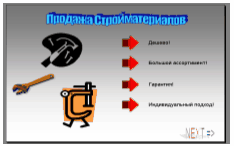 Продажа Стройматериалов
Дешево!
Большой ассортимент!
Гарантия!
Индивидуальный подход!
NEXT =>